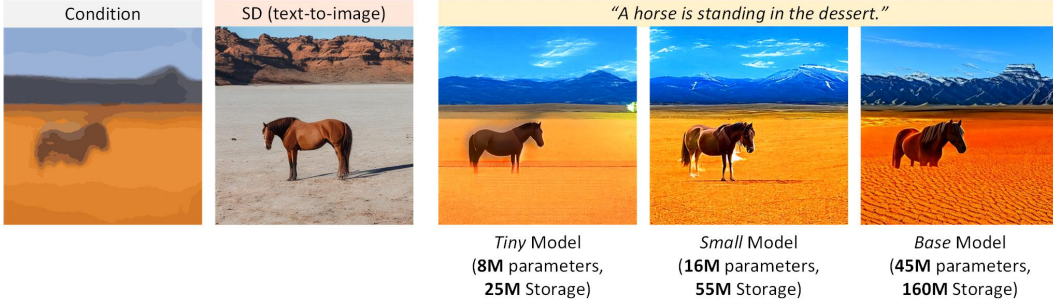 Condition
SD (text-to-image)
“A horse is standing in the dessert.”
Tiny Model
(8M parameters,
25M Storage)
Small Model
(16M parameters,
55M Storage)
Base Model
(45M parameters,
160M Storage)